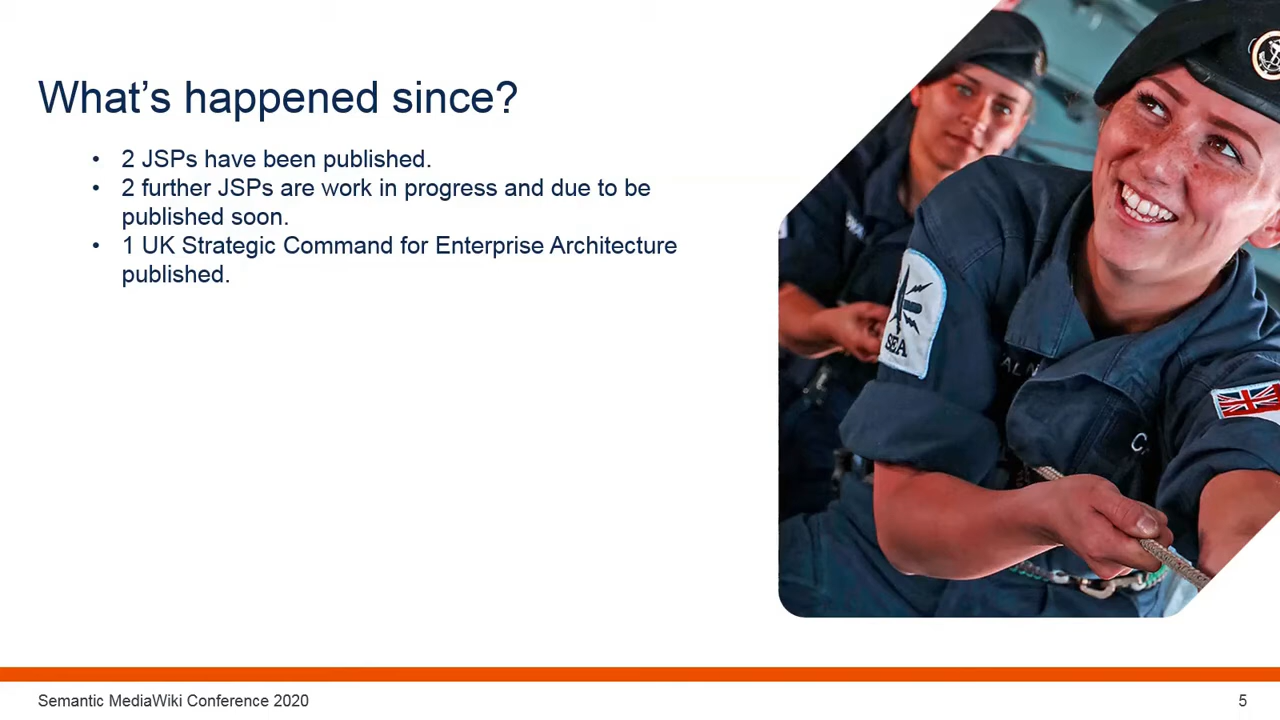 What's happened since?
• 2 JSPs have been published.
• 2 further JSPs are work in progress and due to be
published soon.
• 1 UK Strategic Command for Enterprise Architecture
published.
SEA
Semantic MediaWiki Conference 2020
5